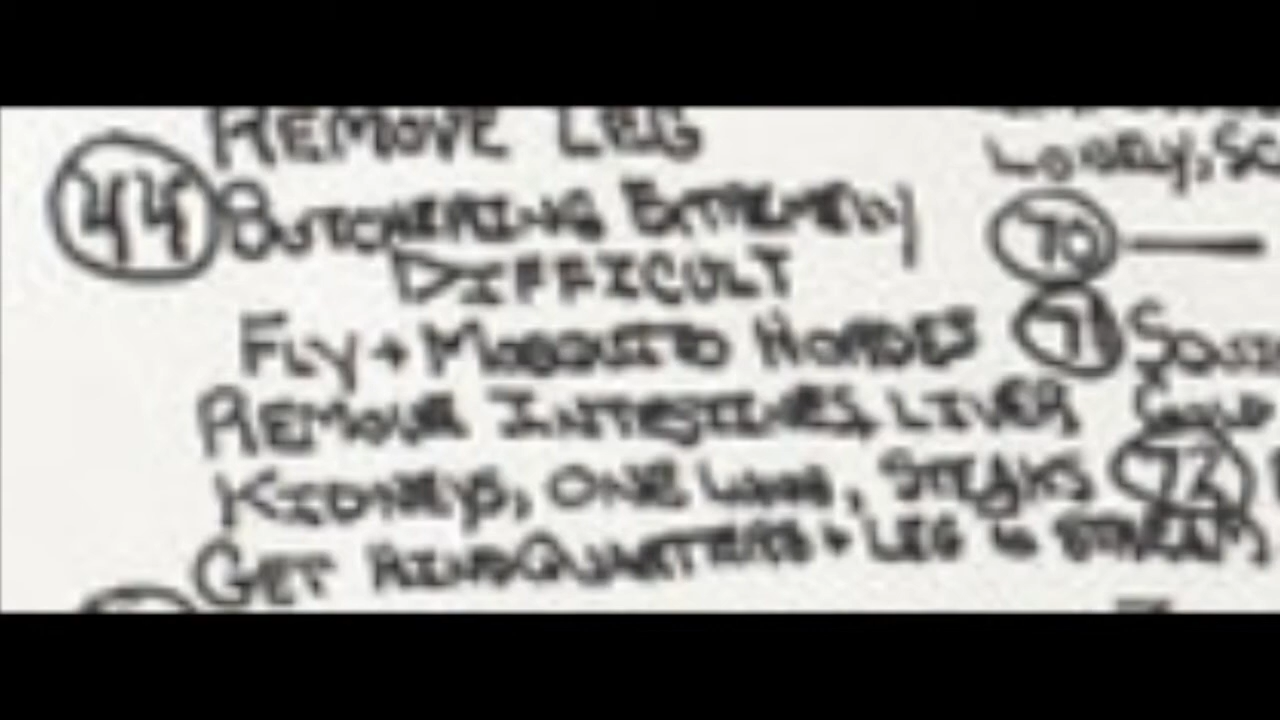 REMOVE LEG
44 BUTCHERING EXTREMELY
DIFFICULT
FLY + MOSQUITO HORDES
REMOVE INTESTINES, LIVER
KIDNEYS, ONE LUNG, STEAKS
GET HINDQUARTERS + LEG IN STREAM
70 —
71
72